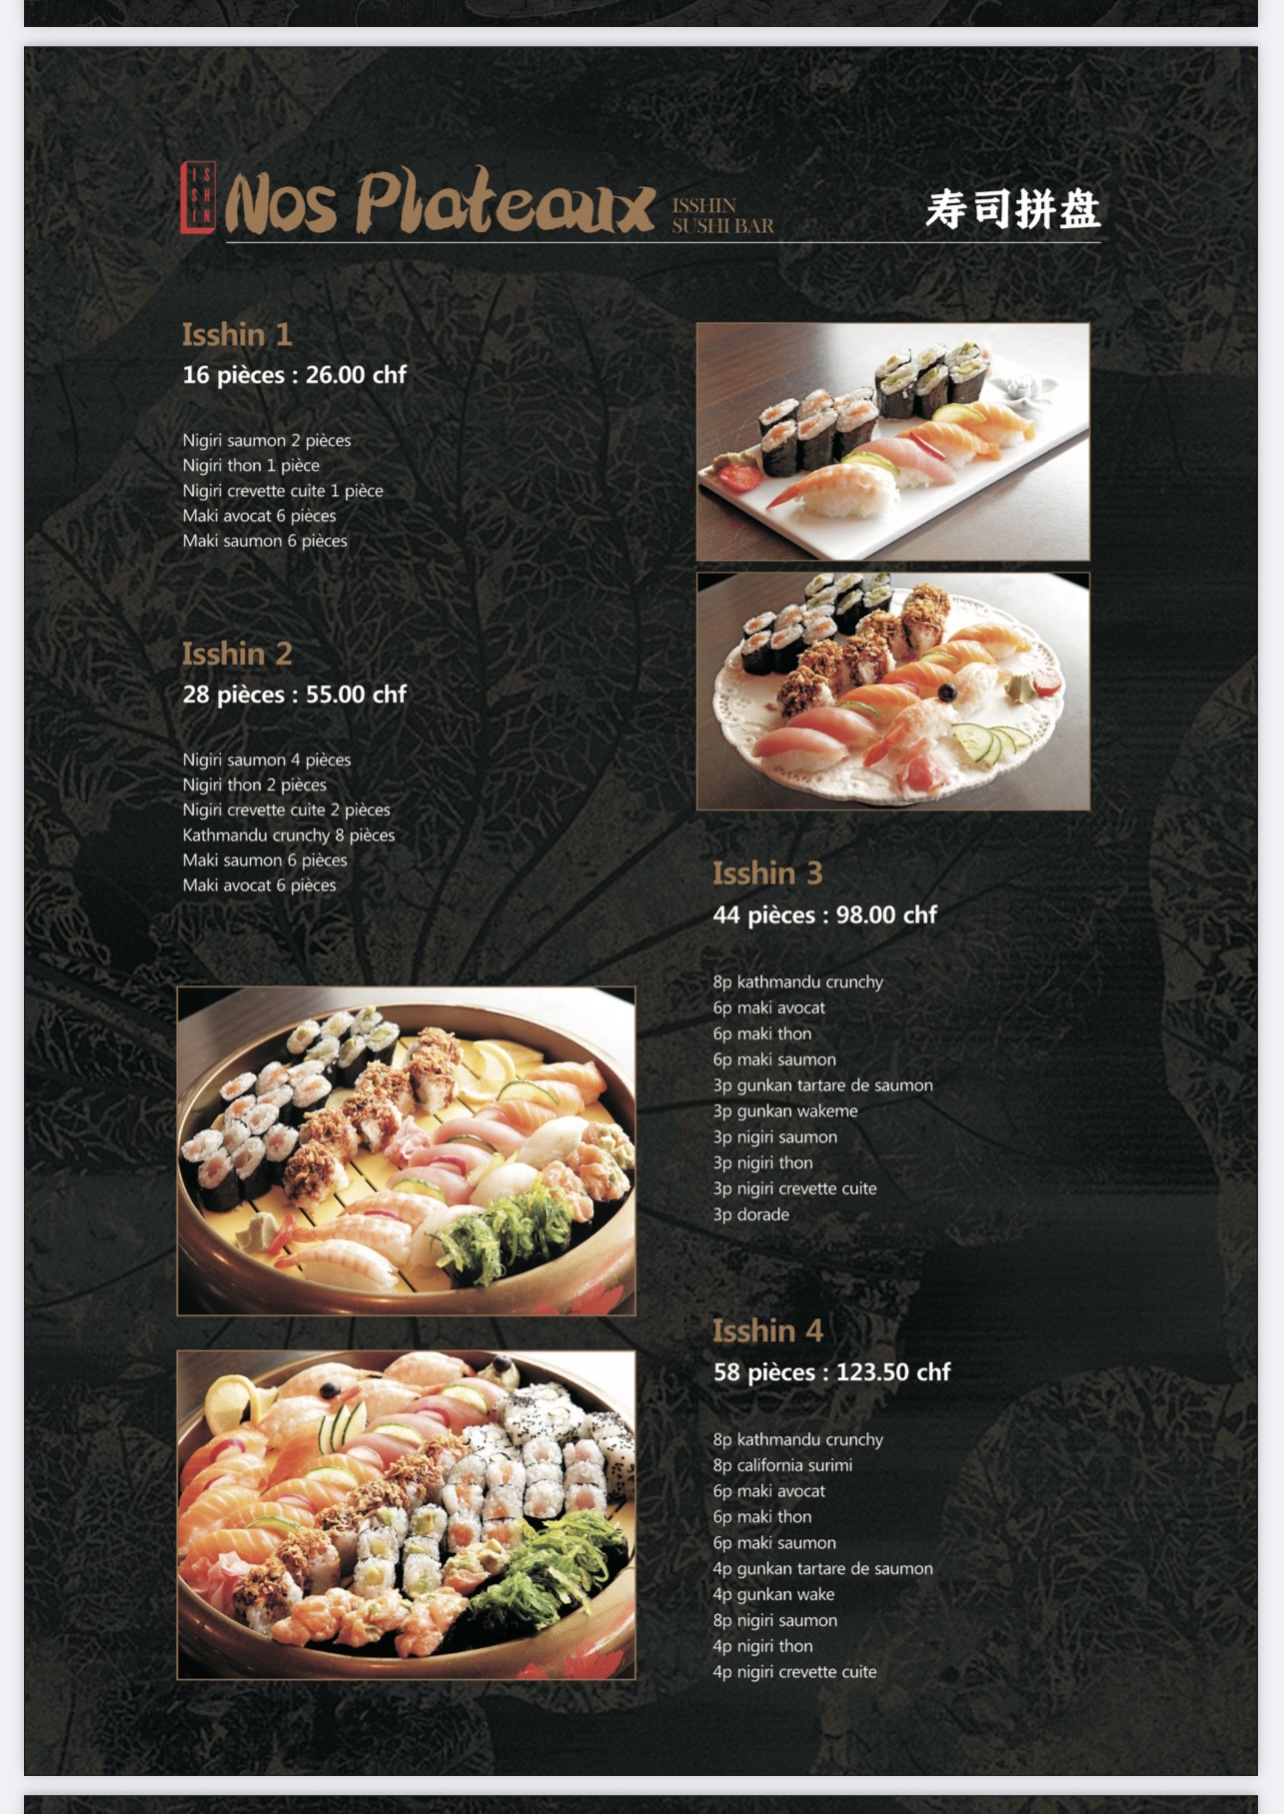 ISSHIN
Nos Plateaux
ISSHIN
SUSHI BAR
寿司拼盘
Isshin 1
16 pièces : 26.00 chf
Nigiri saumon 2 pièces
Nigiri thon 1 pièce
Nigiri crevette cuite 1 pièce
Maki avocat 6 pièces
Maki saumon 6 pièces
Isshin 2
28 pièces : 55.00 chf
Nigiri saumon 4 pièces
Nigiri thon 2 pièces
Nigiri crevette cuite 2 pièces
Kathmandu crunchy 8 pièces
Maki saumon 6 pièces
Maki avocat 6 pièces
Isshin 3
44 pièces : 98.00 chf
8p kathmandu crunchy
6p maki avocat
6p maki thon
6p maki saumon
3p gunkan tartare de saumon
3p gunkan wakeme
3p nigiri saumon
3p nigiri thon
3p nigiri crevette cuite
3p dorade
Isshin 4
58 pièces : 123.50 chf
8p kathmandu crunchy
8p california surimi
6p maki avocat
6p maki thon
6p maki saumon
4p gunkan tartare de saumon
4p gunkan wake
8p nigiri saumon
4p nigiri thon
4p nigiri crevette cuite